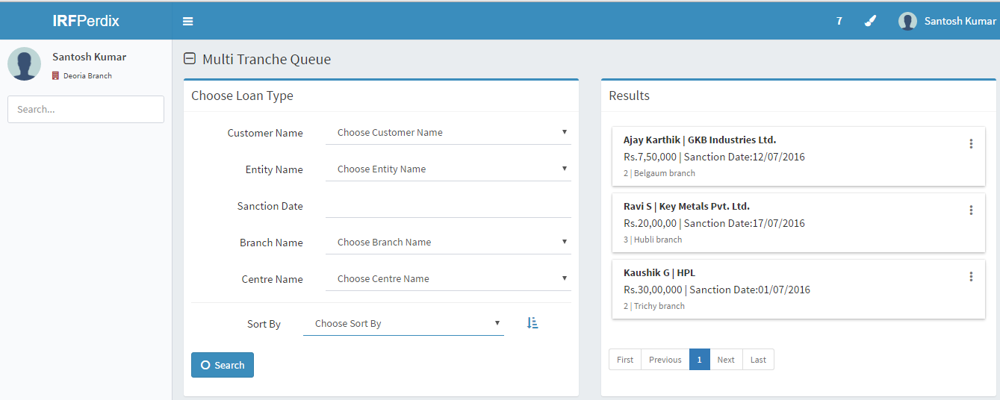 IRFPerdix
7
Santosh Kumar
Santosh Kumar
Deoria Branch
Search...
Multi Tranche Queue
Choose Loan Type
Customer Name Choose Customer Name
Entity Name Choose Entity Name
Sanction Date
Branch Name Choose Branch Name
Centre Name Choose Centre Name
Sort By Choose Sort By
Search
Results
Ajay Karthik | GKB Industries Ltd.
Rs.7,50,000 | Sanction Date:12/07/2016
2 | Belgaum branch
Ravi S | Key Metals Pvt. Ltd.
Rs.20,00,00 | Sanction Date:17/07/2016
3 | Hubli branch
Kaushik G | HPL
Rs.30,00,000 | Sanction Date:01/07/2016
2 | Trichy branch
First Previous 1 Next Last